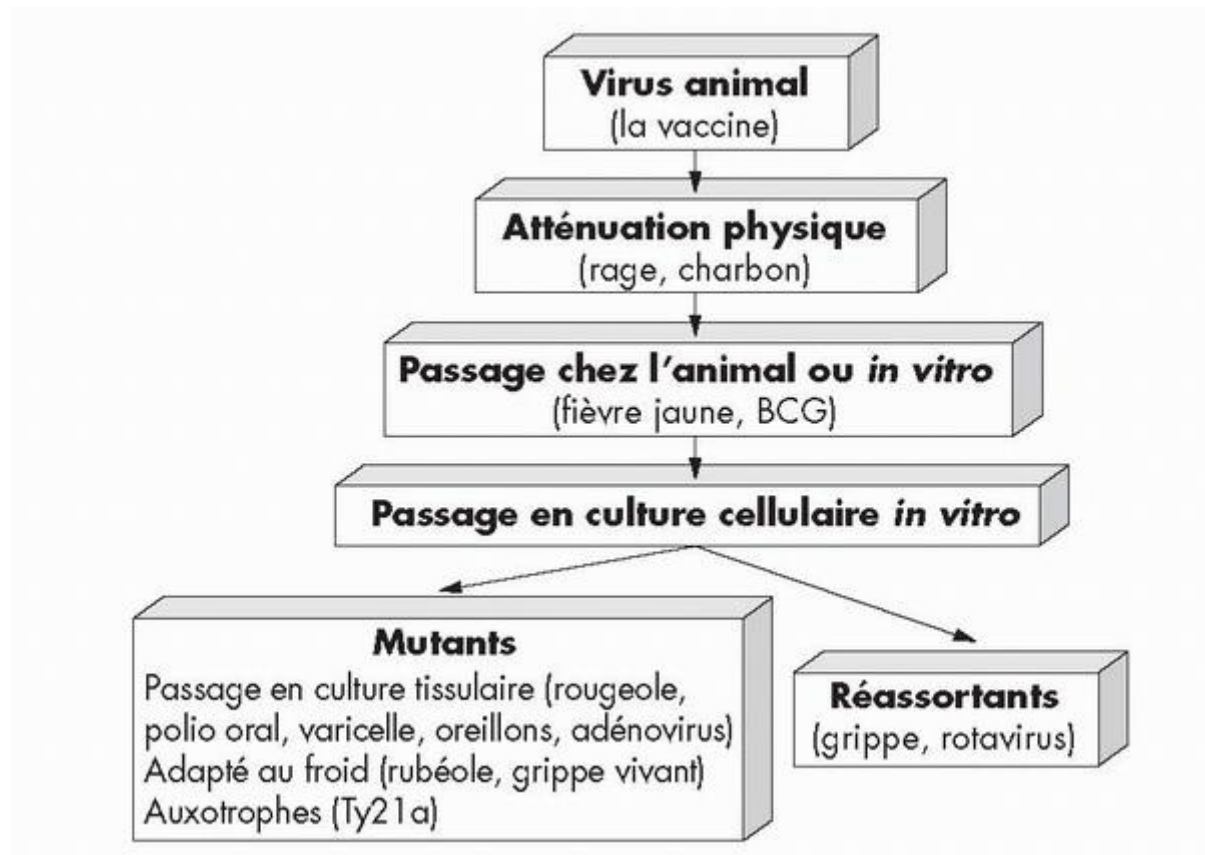 Virus animal
(la vaccine)
Atténuation physique
(rage, charbon)
Passage chez l'animal ou in vitro
(fièvre jaune, BCG)
Passage en culture cellulaire in vitro
Mutants
Passage en culture tissulaire (rougeole,
polio oral, varicelle, oreillons, adénovirus)
Adapté au froid (rubéole, grippe vivant)
Auxotrophes (Ty21a)
Réassortants
(grippe, rotavirus)